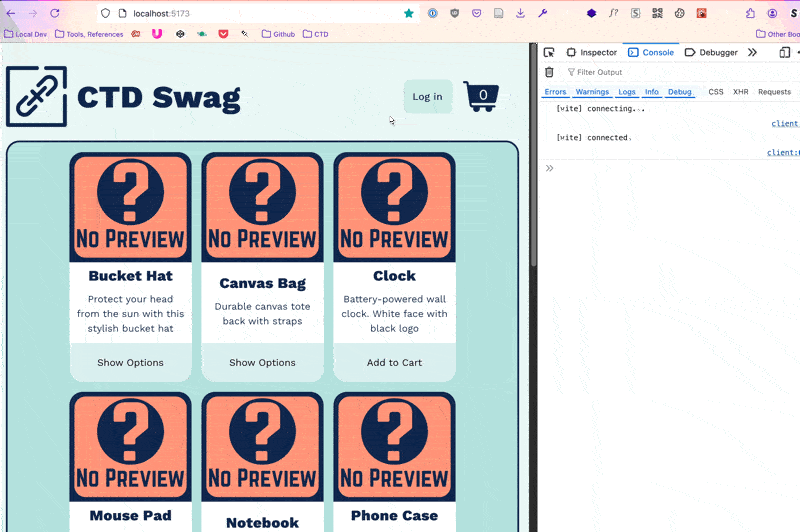 localhost:5173
Local Dev
Tools, References
Github
CTD
Other Boo
CTD Swag
Log in
0
NO PREVIEW
NO PREVIEW
NO PREVIEW
Bucket Hat
Protect your head
from the sun with this
stylish bucket hat
Show Options
Canvas Bag
Durable canvas tote
back with straps
Show Options
Clock
Battery-powered wall
clock. White face with
black logo
Add to Cart
NO PREVIEW
NO PREVIEW
NO PREVIEW
Mouse Pad
Notebook
Phone Case
Inspector
Console
Debugger
Filter Output
Errors
Warnings
Logs
Info
Debug
CSS
XHR
Requests
[vite] connecting...
client
[vite] connected.
client: